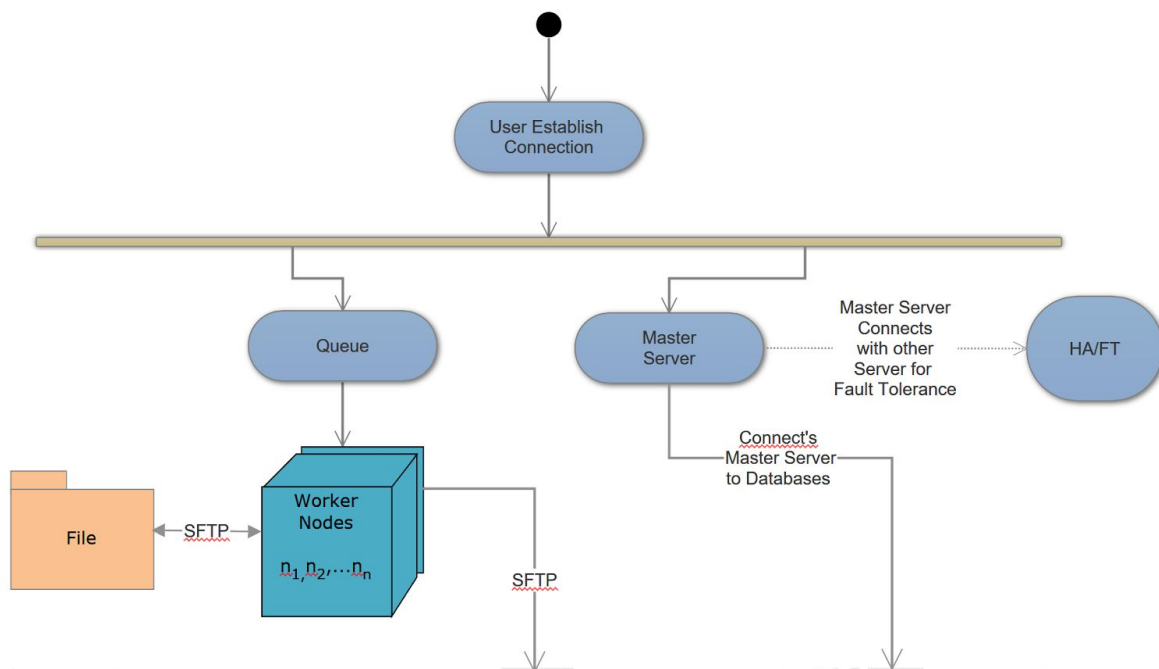 User Establish
Connection
Queue
Master
Server
Master Server
Connects
with other
Server for
Fault Tolerance
HA/FT
Connect's
Master Server
to Databases
File
SFTP
Worker
Nodes
n₁,n₂,...nₙ
SFTP